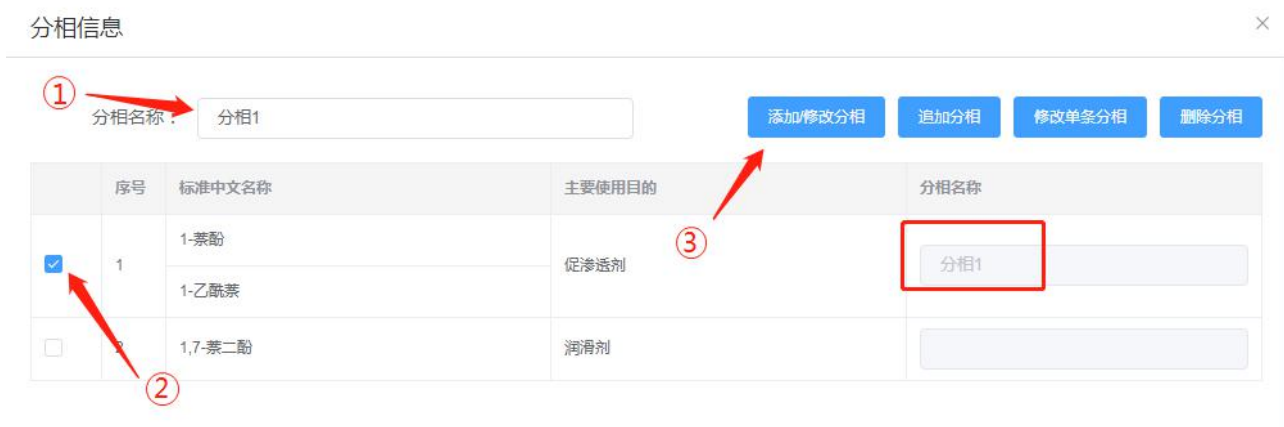 分相信息
①
分相名称： 分相1 添加/修改分相 追加分相 修改单条分相 删除分相
③
序号 标准中文名称 主要使用目的 分相名称
1 1-萘酚 促渗透剂 分相1
1-乙酰萘
2 1,7-萘二酚 润滑剂
②